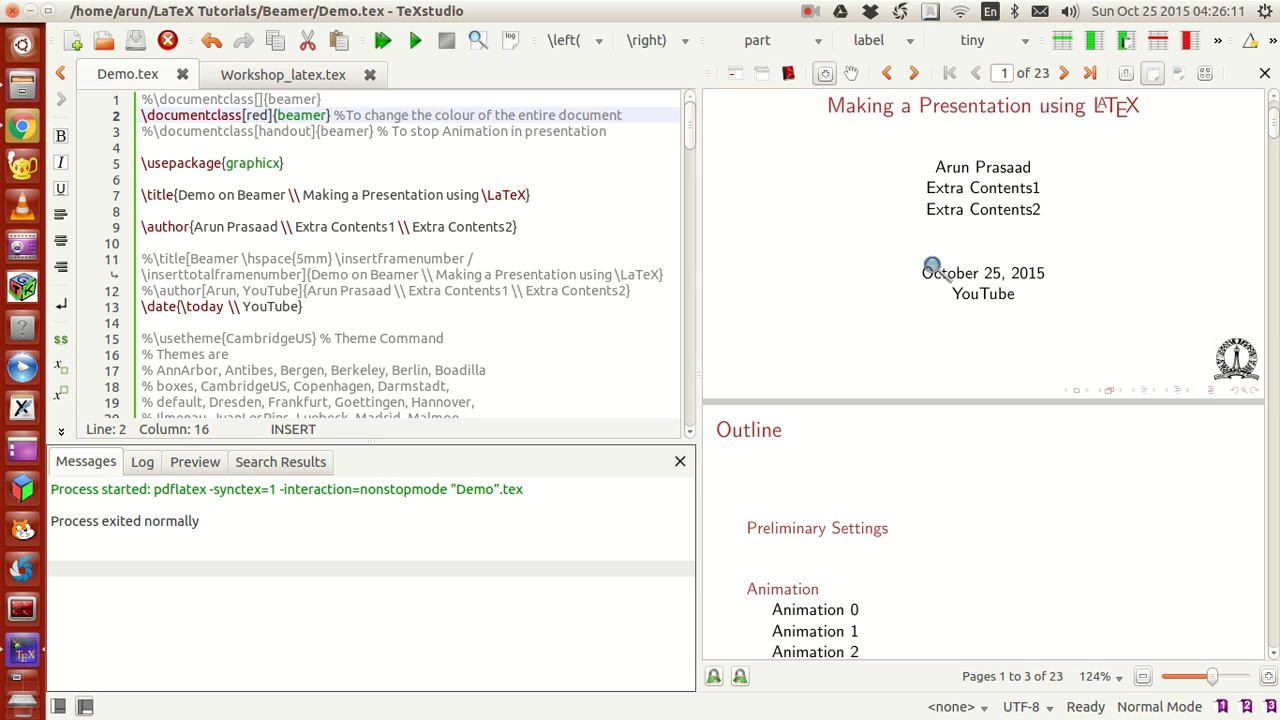 /home/arun/LaTeX Tutorials/Beamer/Demo.tex - TeXstudio
En
Sun Oct 25 2015 04:26:11
\left(
\right)
part
label
tiny
Demo.tex
Workshop_latex.tex
1 of 23
1 %\documentclass[]{beamer}
2 \documentclass[red]{beamer} %To change the colour of the entire document
3 %\documentclass[handout]{beamer} % To stop Animation in presentation
4
5 \usepackage{graphicx}
6
7 \title{Demo on Beamer \\ Making a Presentation using \LaTeX}
8
9 \author{Arun Prasaad \\ Extra Contents1 \\ Extra Contents2}
10
11 %\title[Beamer \hspace{5mm} \insertframenumber /
\inserttotalframenumber]{Demo on Beamer \\ Making a Presentation using \LaTeX}
12 %\author[Arun, YouTube]{Arun Prasaad \\ Extra Contents1 \\ Extra Contents2}
13 \date{\today \\ YouTube}
14
15 %\usetheme{CambridgeUS} % Theme Command
16 % Themes are
17 % AnnArbor, Antibes, Bergen, Berkeley, Berlin, Boadilla
18 % boxes, CambridgeUS, Copenhagen, Darmstadt,
19 % default, Dresden, Frankfurt, Goettingen, Hannover,
20 % Ilmenau, JuanLesPins, Luebeck, Madrid, Malmoe
Line: 2 Column: 16 INSERT
Messages
Log
Preview
Search Results
Process started: pdflatex -synctex=1 -interaction=nonstopmode "Demo".tex
Process exited normally
Making a Presentation using LATEX
Arun Prasaad
Extra Contents1
Extra Contents2
October 25, 2015
YouTube
Outline
Preliminary Settings
Animation
Animation 0
Animation 1
Animation 2
Pages 1 to 3 of 23 124%
<none> UTF-8 Ready Normal Mode 1 2 3